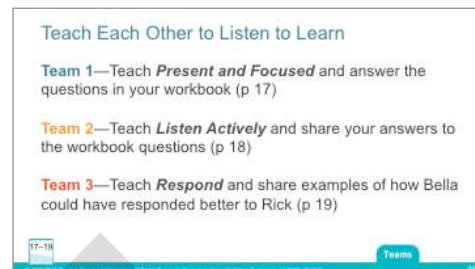 Teach Each Other to Listen to Learn
Team 1—Teach Present and Focused and answer the
questions in your workbook (p 17)
Team 2—Teach Listen Actively and share your answers to
the workbook questions (p 18)
Team 3—Teach Respond and share examples of how Bella
could have responded better to Rick (p 19)
17–19
Teams